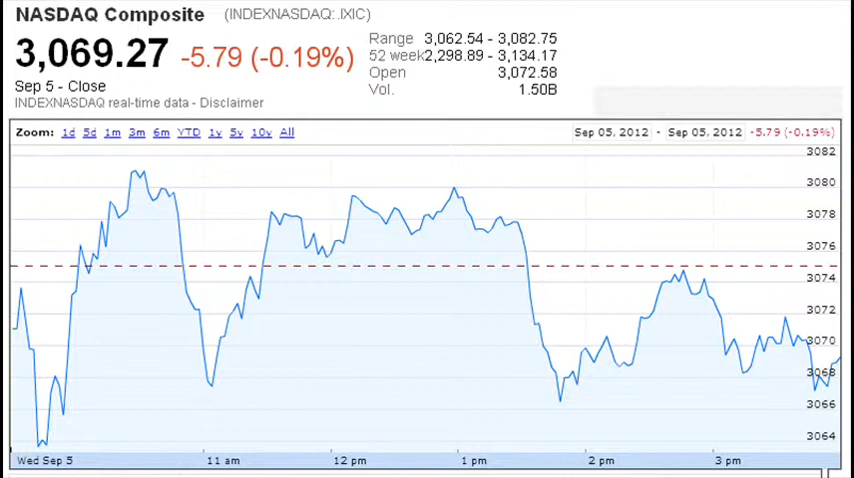 NASDAQ Composite (INDEXNASDAQ: .IXIC)
3,069.27 -5.79 (-0.19%)
Sep 5 - Close
INDEXNASDAQ real-time data - Disclaimer
Range 3,062.54 - 3,082.75
52 week 2,298.89 - 3,134.17
Open 3,072.58
Vol. 1.50B
Zoom: 1d 5d 1m 3m 6m YTD 1y 5y 10y All
Sep 05, 2012 - Sep 05, 2012 -5.79 (-0.19%)
3082
3080
3078
3076
3074
3072
3070
3068
3066
3064
Wed Sep 5 11 am 12 pm 1 pm 2 pm 3 pm